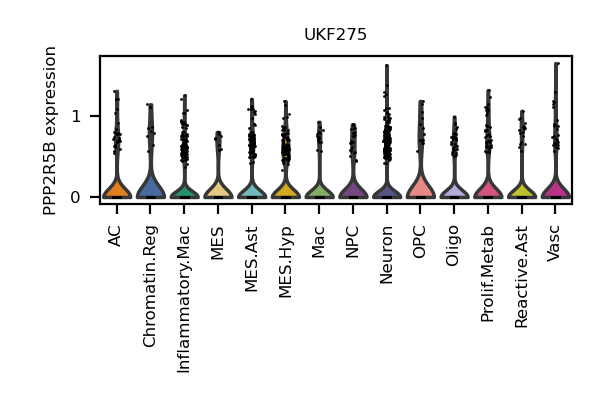 UKF275
PPP2R5B expression
1
0
AC
Chromatin.Reg
Inflammatory.Mac
MES
MES.Ast
MES.Hyp
Mac
NPC
Neuron
OPC
Oligo
Prolif.Metab
Reactive.Ast
Vasc